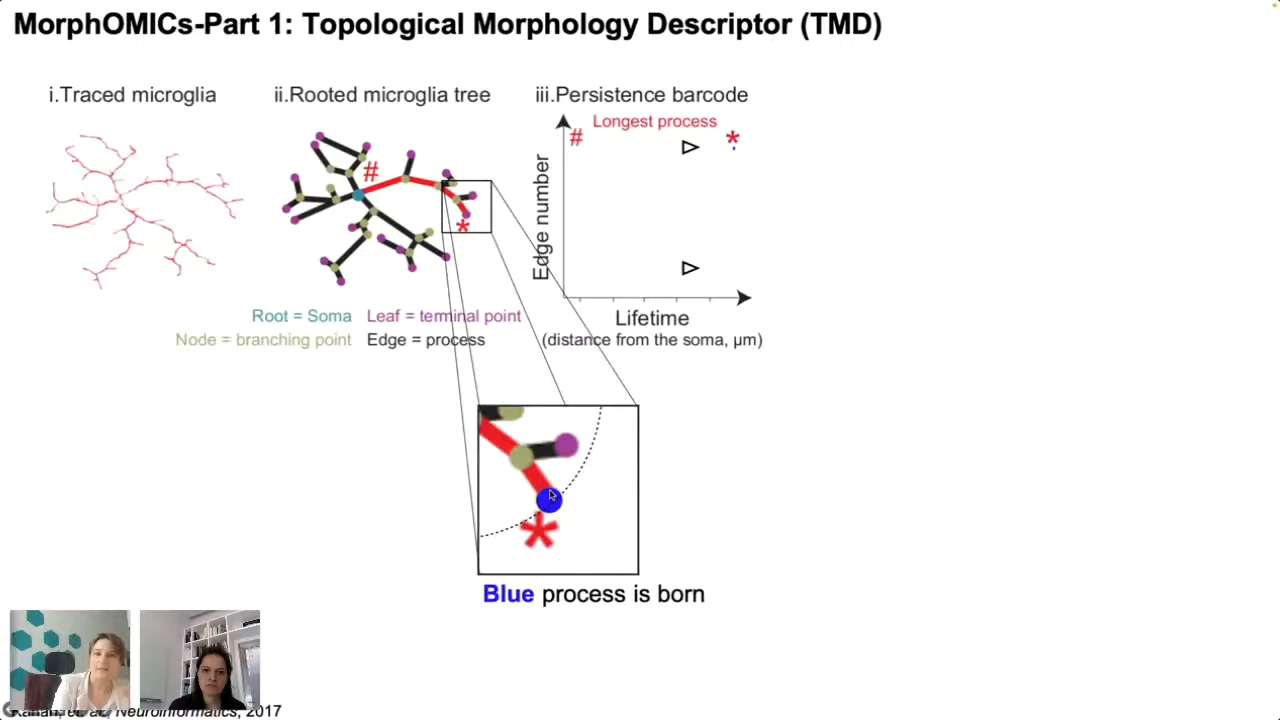 MorphOMICs-Part 1: Topological Morphology Descriptor (TMD)
i.Traced microglia
ii.Rooted microglia tree
iii.Persistence barcode
# Longest process *
#
*
Edge number
Root = Soma
Leaf = terminal point
Node = branching point
Edge = process
Lifetime
(distance from the soma, µm)
*
Blue process is born
Neuroinformatics, 2017